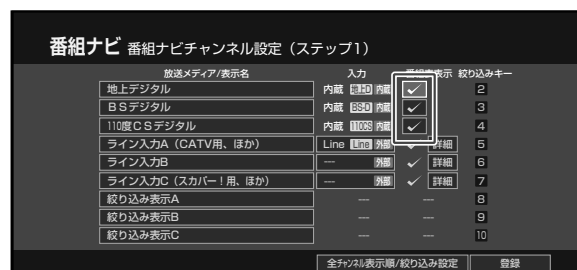 番組ナビ 番組ナビチャンネル設定（ステップ1）
放送メディア/表示名 入力 番組表表示 絞り込みキー
地上デジタル 内蔵 地上D 内蔵 ✓ 2
BSデジタル 内蔵 BS-D 内蔵 ✓ 3
110度CSデジタル 内蔵 110CS 内蔵 ✓ 4
ライン入力A（CATV用、ほか） Line Line 外部 ✓ 詳細 5
ライン入力B --- 外部 ✓ 詳細 6
ライン入力C（スカパー！用、ほか） --- 外部 ✓ 詳細 7
絞り込み表示A --- --- 8
絞り込み表示B --- --- 9
絞り込み表示C --- --- 10
全チャンネル表示順/絞り込み設定 登録